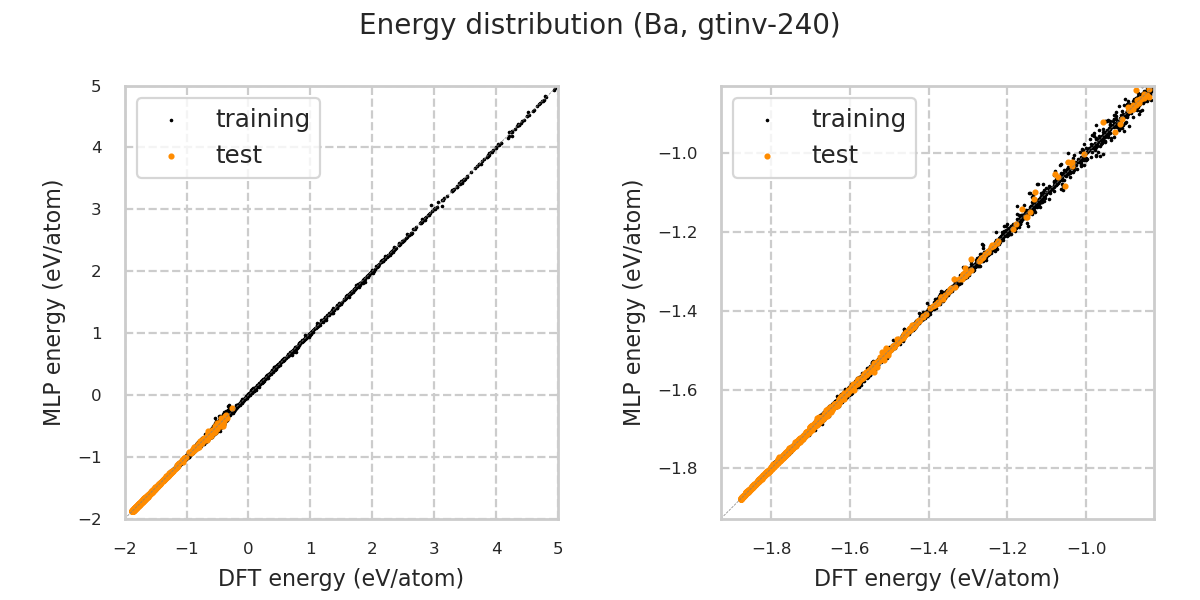 Energy distribution (Ba, gtinv-240)
training
test
5
4
3
2
1
0
−1
−2
MLP energy (eV/atom)
−2
−1
0
1
2
3
4
5
DFT energy (eV/atom)
training
test
−1.0
−1.2
−1.4
−1.6
−1.8
MLP energy (eV/atom)
−1.8
−1.6
−1.4
−1.2
−1.0
DFT energy (eV/atom)